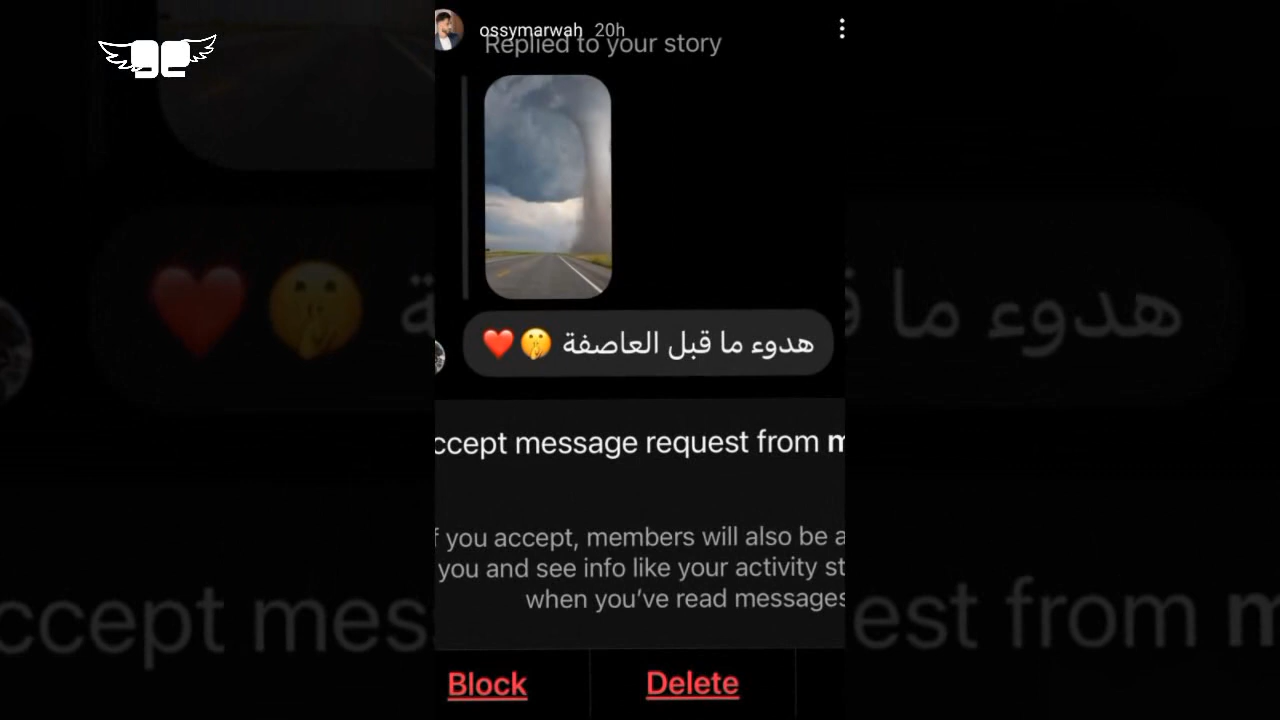 ossymarwah 20h
Replied to your story
هدوء ما قبل العاصفة 🤫❤️
ccept message request from m
f you accept, members will also be a
you and see info like your activity st
when you've read messages
Block
Delete